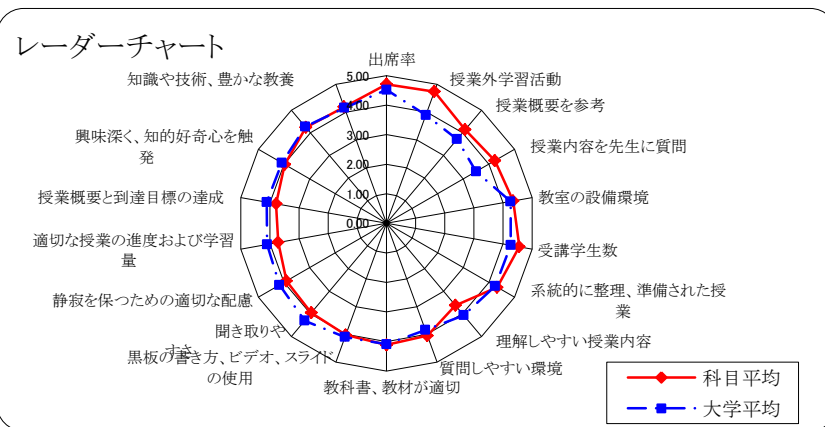 レーダーチャート
出席率
授業外学習活動
授業概要を参考
授業内容を先生に質問
教室の設備環境
受講学生数
系統的に整理、準備された授
業
理解しやすい授業内容
質問しやすい環境
教科書、教材が適切
黒板の書き方、ビデオ、スライド
の使用
聞き取りや
すさ
静寂を保つための適切な配慮
適切な授業の進度および学習
量
授業概要と到達目標の達成
興味深く、知的好奇心を触
発
知識や技術、豊かな教養
5.00
4.00
3.00
2.00
1.00
0.00
科目平均
大学平均